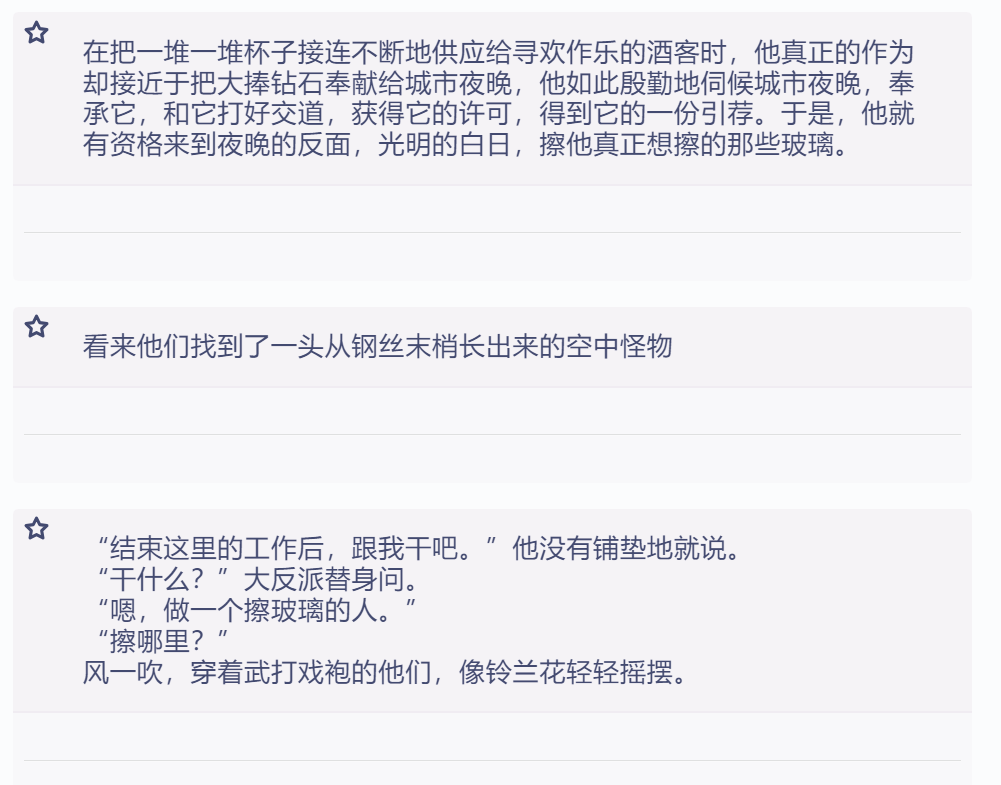 在把一堆一堆杯子接连不断地供应给寻欢作乐的酒客时，他真正的作为
却接近于把大捧钻石奉献给城市夜晚，他如此殷勤地伺候城市夜晚，奉
承它，和它打好交道，获得它的许可，得到它的一份引荐。于是，他就
有资格来到夜晚的反面，光明的白日，擦他真正想擦的那些玻璃。
看来他们找到了一头从钢丝末梢长出来的空中怪物
“结束这里的工作后，跟我干吧。”他没有铺垫地就说。
“干什么？”大反派替身问。
“嗯，做一个擦玻璃的人。”
“擦哪里？”
风一吹，穿着武打戏袍的他们，像铃兰花轻轻摇摆。